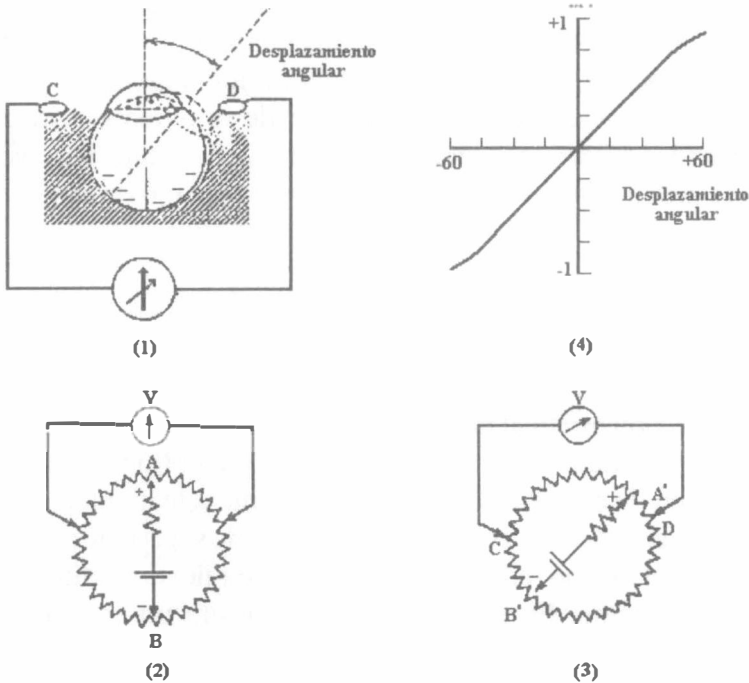 Desplazamiento
angular
C
D
(1)
+1
-60
+60
Desplazamiento
angular
-1
(4)
V
A
+
−
B
(2)
V
+
A'
D
C
−
B'
(3)